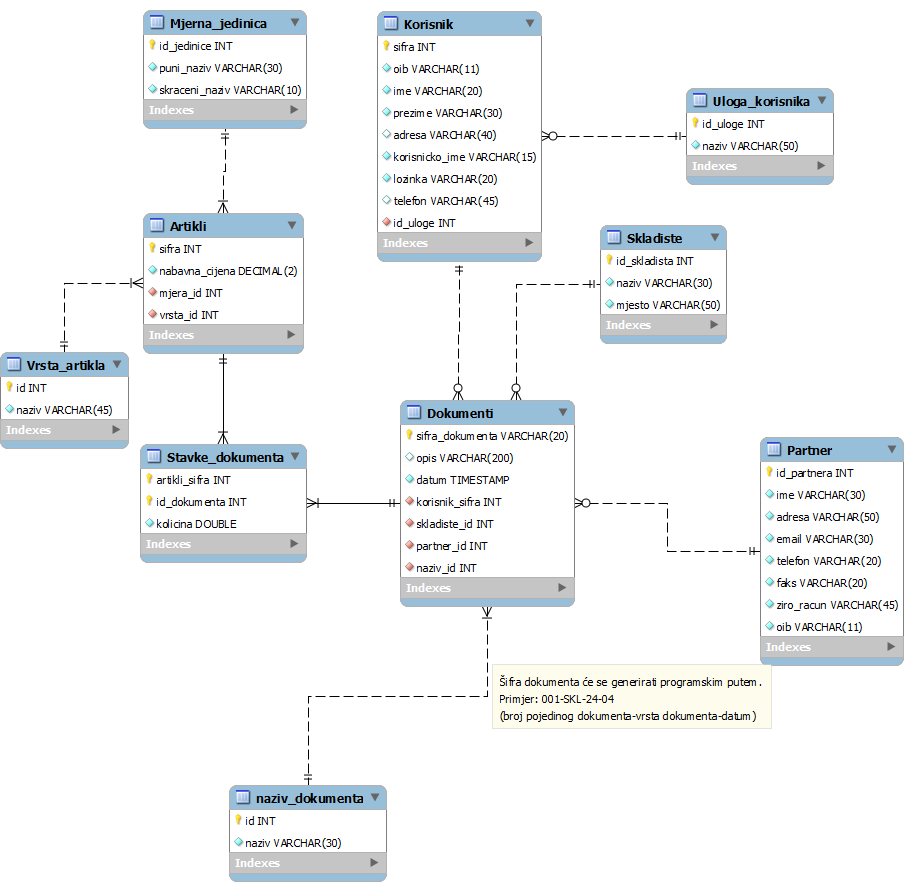 Mjerna_jedinica
id_jedinice INT
puni_naziv VARCHAR(30)
skraceni_naziv VARCHAR(10)
Indexes
Korisnik
sifra INT
oib VARCHAR(11)
ime VARCHAR(20)
prezime VARCHAR(30)
adresa VARCHAR(40)
korisnicko_ime VARCHAR(15)
lozinka VARCHAR(20)
telefon VARCHAR(45)
id_uloge INT
Indexes
Uloga_korisnika
id_uloge INT
naziv VARCHAR(50)
Indexes
Artikli
sifra INT
nabavna_cijena DECIMAL(2)
mjera_id INT
vrsta_id INT
Indexes
Skladiste
id_skladista INT
naziv VARCHAR(30)
mjesto VARCHAR(50)
Indexes
Vrsta_artikla
id INT
naziv VARCHAR(45)
Indexes
Stavke_dokumenta
artikli_sifra INT
id_dokumenta INT
kolicina DOUBLE
Indexes
Dokumenti
sifra_dokumenta VARCHAR(20)
opis VARCHAR(200)
datum TIMESTAMP
korisnik_sifra INT
skladiste_id INT
partner_id INT
naziv_id INT
Indexes
Partner
id_partnera INT
ime VARCHAR(30)
adresa VARCHAR(50)
email VARCHAR(30)
telefon VARCHAR(20)
faks VARCHAR(20)
ziro_racun VARCHAR(45)
oib VARCHAR(11)
Indexes
Šifra dokumenta će se generirati programskim putem.
Primjer: 001-SKL-24-04
(broj pojedinog dokumenta-vrsta dokumenta-datum)
naziv_dokumenta
id INT
naziv VARCHAR(30)
Indexes